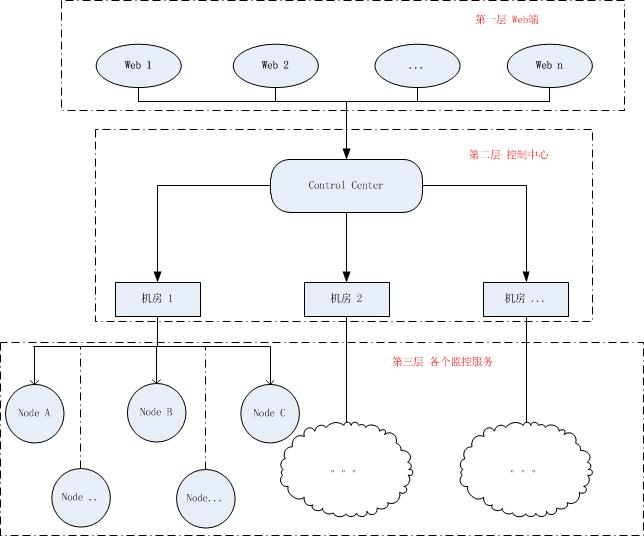 第一层 Web端
Web 1
Web 2
...
Web n
第二层 控制中心
Control Center
机房 1
机房 2
机房 ...
第三层 各个监控服务
Node A
Node B
Node C
Node ..
Node...
。。。
。。。